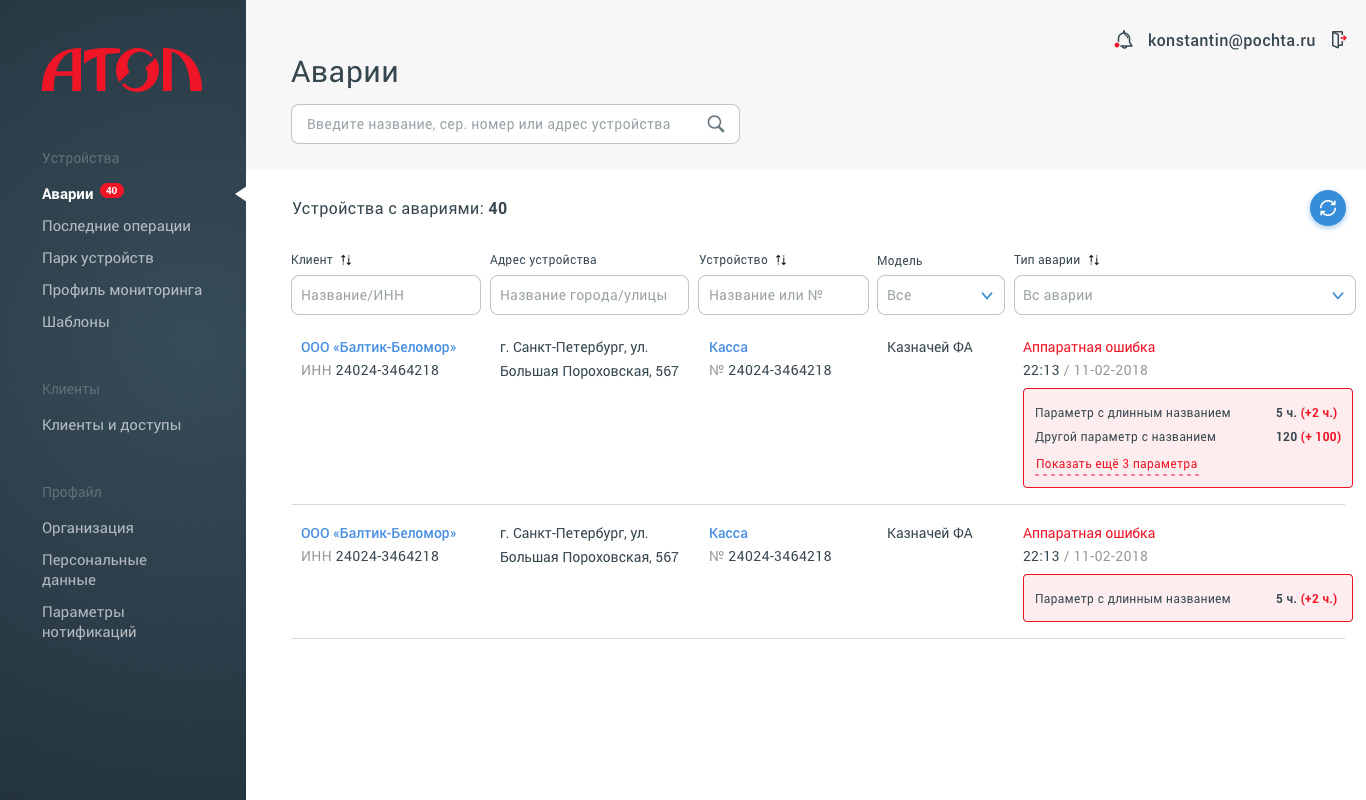 АТОЛ
Устройства
Аварии 40
Последние операции
Парк устройств
Профиль мониторинга
Шаблоны
Клиенты
Клиенты и доступы
Профайл
Организация
Персональные
данные
Параметры
нотификаций
konstantin@pochta.ru
Аварии
Введите название, сер. номер или адрес устройства
Устройства с авариями: 40
Клиент Адрес устройства Устройство Модель Тип аварии
Название/ИНН Название города/улицы Название или № Все Вс аварии
ООО «Балтик-Беломор» г. Санкт-Петербург, ул. Касса Казначей ФА Аппаратная ошибка
ИНН 24024-3464218 Большая Пороховская, 567 № 24024-3464218 22:13 / 11-02-2018
Параметр с длинным названием 5 ч. (+2 ч.)
Другой параметр с названием 120 (+ 100)
Показать ещё 3 параметра
ООО «Балтик-Беломор» г. Санкт-Петербург, ул. Касса Казначей ФА Аппаратная ошибка
ИНН 24024-3464218 Большая Пороховская, 567 № 24024-3464218 22:13 / 11-02-2018
Параметр с длинным названием 5 ч. (+2 ч.)